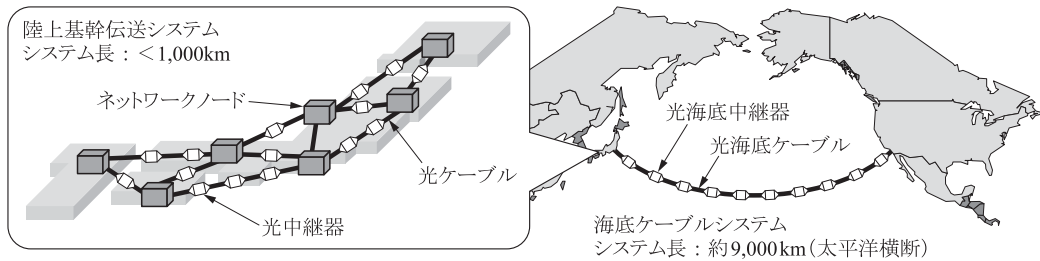 陸上基幹伝送システム
システム長：＜1,000km
ネットワークノード
光ケーブル
光中継器
光海底中継器
光海底ケーブル
海底ケーブルシステム
システム長：約9,000km（太平洋横断）